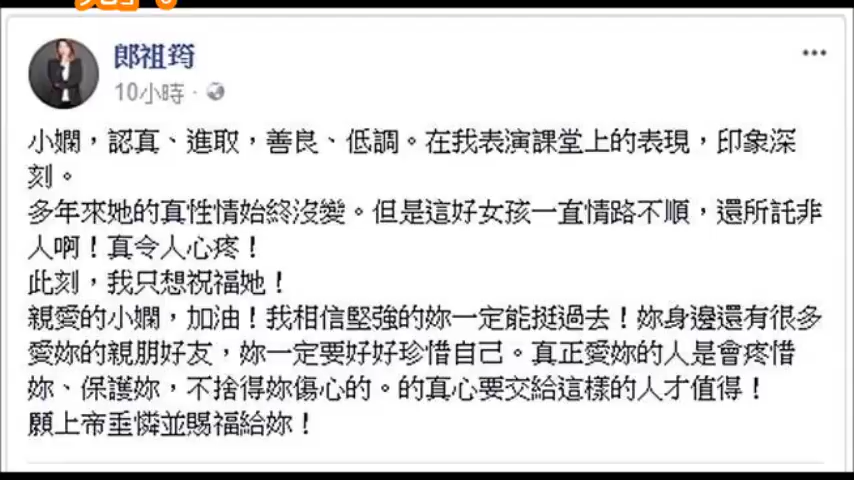 郎祖筠
10小時 ·
小嫻，認真、進取，善良、低調。在我表演課堂上的表現，印象深
刻。
多年來她的真性情始終沒變。但是這好女孩一直情路不順，還所託非
人啊！真令人心疼！
此刻，我只想祝福她！
親愛的小嫻，加油！我相信堅強的妳一定能挺過去！妳身邊還有很多
愛妳的親朋好友，妳一定要好好珍惜自己。真正愛妳的人是會疼惜
妳、保護妳，不捨得妳傷心的。的真心要交給這樣的人才值得！
願上帝垂憐並賜福給妳！